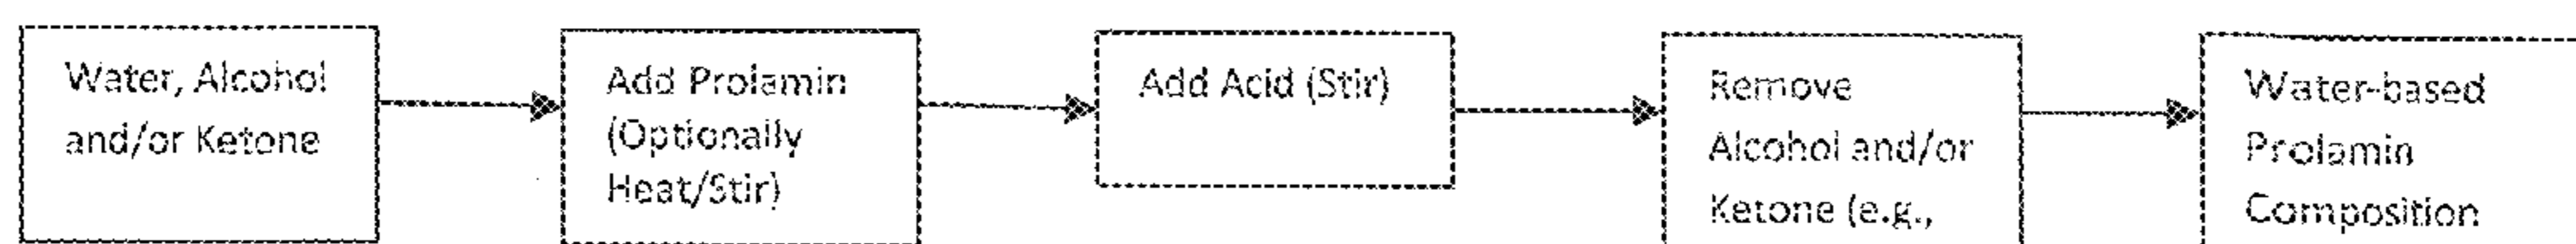 Water, Alcohol
and/or Ketone
Add Prolamin
(Optionally
Heat/Stir)
Add Acid (Stir)
Remove
Alcohol and/or
Ketone (e.g.,
Water-based
Prolamin
Composition